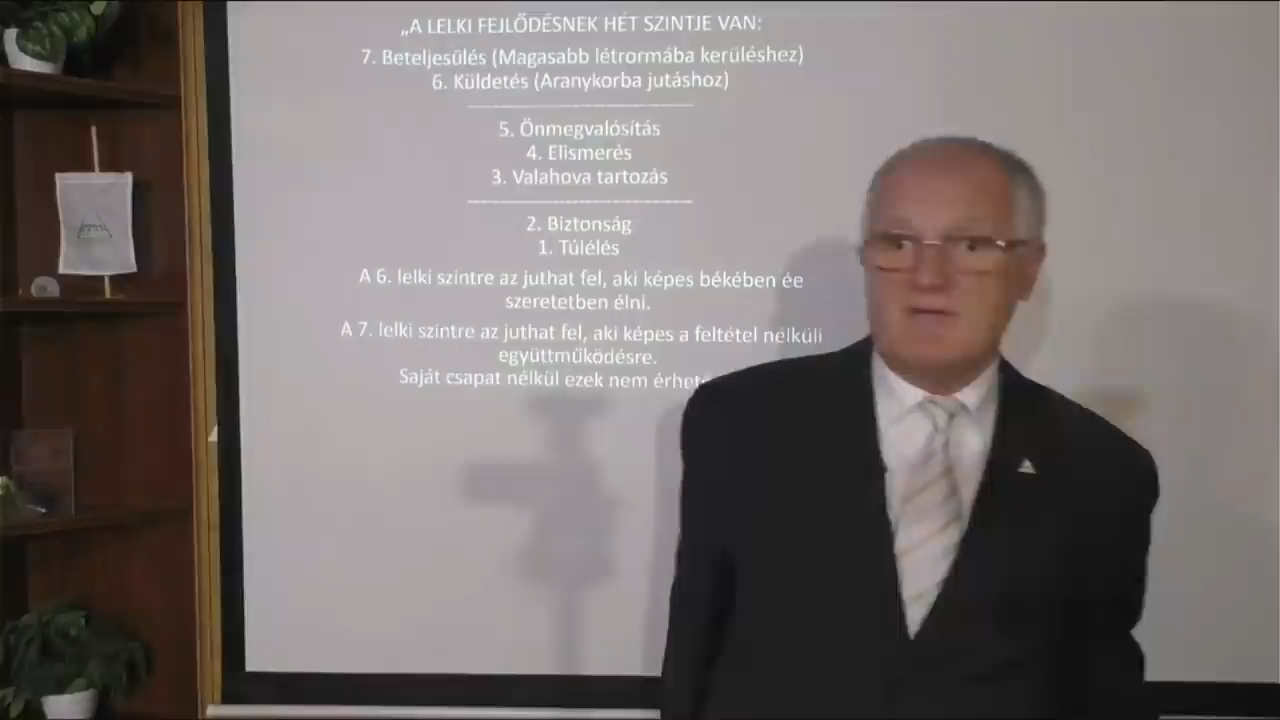 „A LELKI FEJLŐDÉSNEK HÉT SZINTJE VAN:
7. Beteljesülés (Magasabb létrormába kerüléshez)
6. Küldetés (Aranykorba jutáshoz)
5. Önmegvalósítás
4. Elismerés
3. Valahova tartozás
2. Biztonság
1. Túlélés
A 6. lelki szintre az juthat fel, aki képes békében ée
szeretetben élni.
A 7. lelki szintre az juthat fel, aki képes a feltétel nélküli
együttműködésre.
Saját csapat nélkül ezek nem